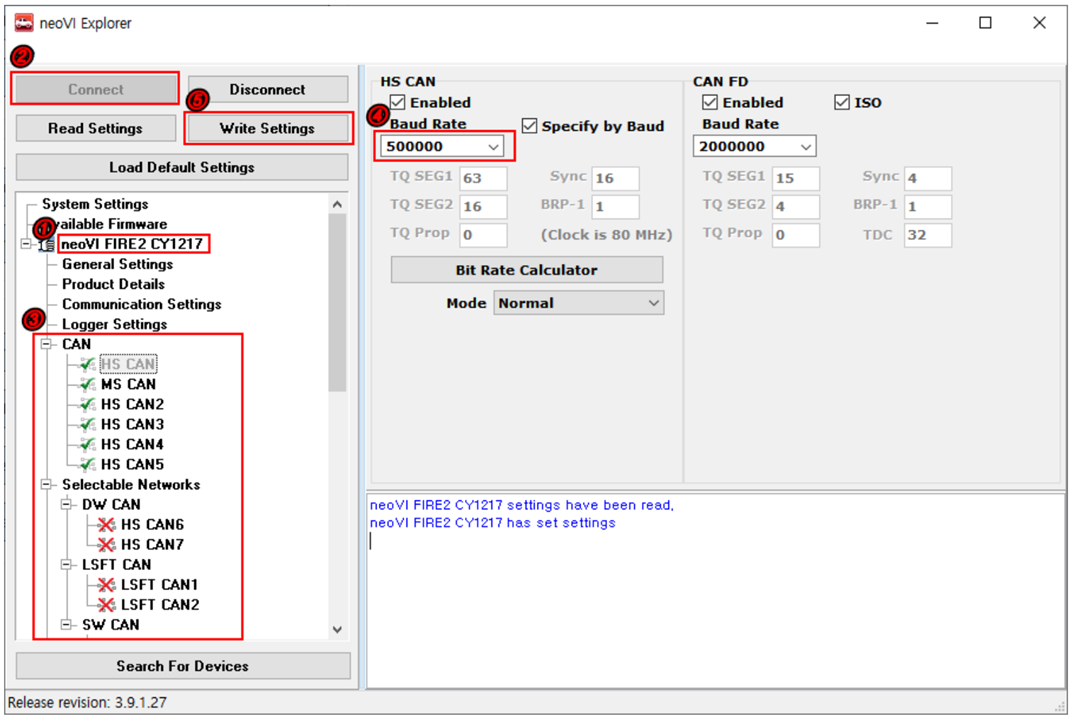 neoVI Explorer
②
Connect
Disconnect
⑤
Read Settings
Write Settings
Load Default Settings
System Settings
vailable Firmware
①
neoVI FIRE2 CY1217
General Settings
Product Details
Communication Settings
③
Logger Settings
CAN
HS CAN
MS CAN
HS CAN2
HS CAN3
HS CAN4
HS CAN5
Selectable Networks
DW CAN
HS CAN6
HS CAN7
LSFT CAN
LSFT CAN1
LSFT CAN2
SW CAN
Search For Devices
HS CAN
Enabled
④
Baud Rate
Specify by Baud
500000
TQ SEG1 63 Sync 16
TQ SEG2 16 BRP-1 1
TQ Prop 0 (Clock is 80 MHz)
Bit Rate Calculator
Mode Normal
CAN FD
Enabled ISO
Baud Rate
2000000
TQ SEG1 15 Sync 4
TQ SEG2 4 BRP-1 1
TQ Prop 0 TDC 32
neoVI FIRE2 CY1217 settings have been read,
neoVI FIRE2 CY1217 has set settings
Release revision: 3.9.1.27